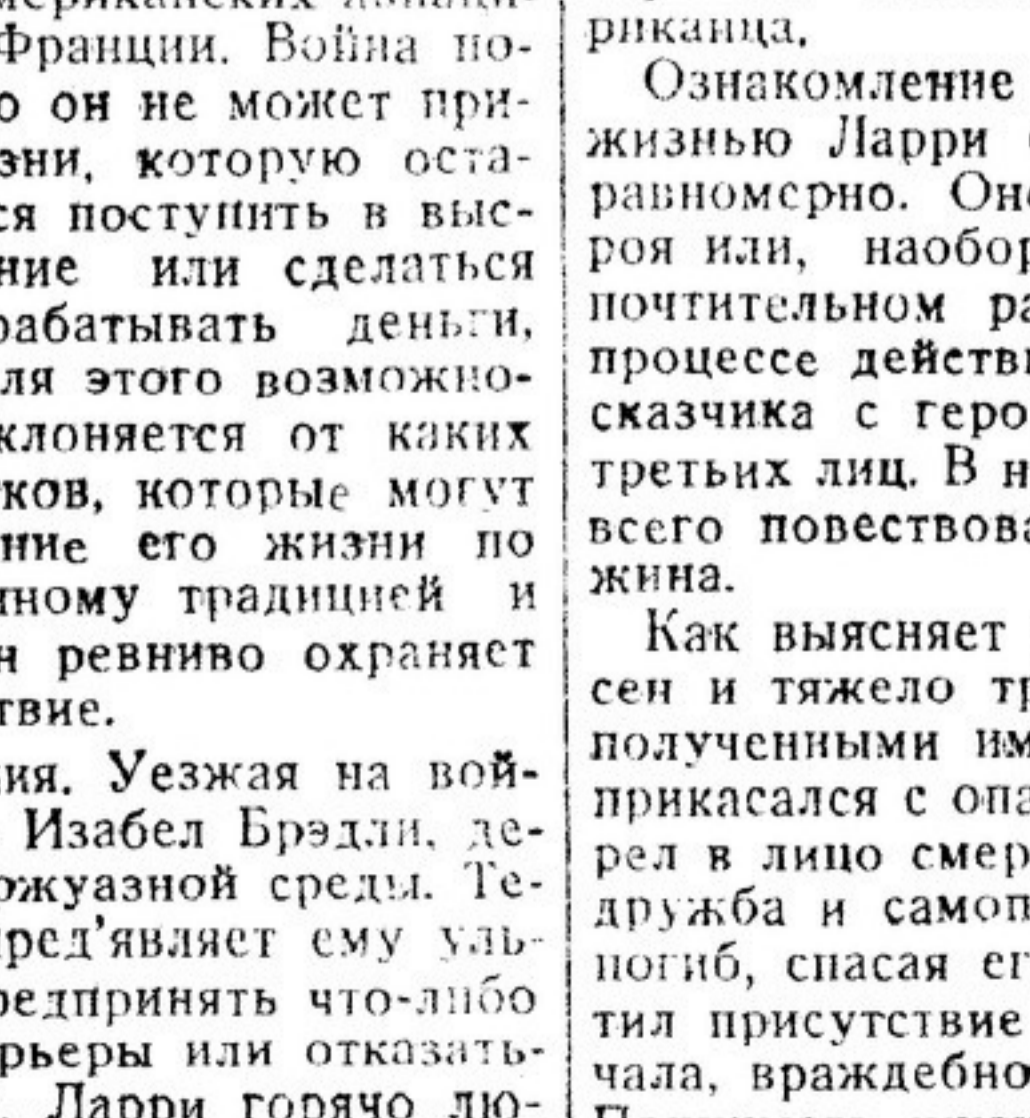 мериканских авиаци-
Франции. Война по-
о он не может при-
зни, которую оста-
ся поступить в выс-
ние или сделаться
рабатывать деньги,
ля этого возможно-
клоняется от каких
ков, которые могут
ние его жизни по
нному традицией и
н ревниво охраняет
твие.
ия. Уезжая на вой-
Изабел Брэдли, де-
ржуазной среды. Те-
пред'являет ему уль-
редпринять что-либо
рьеры или отказать-
Ларри горячо лю-
риканца.
Ознакомление
жизнью Ларри
равномерно. Оно
роя или, наобор
почтительном ра
процессе действи
сказчика с геро
третьих лиц. В н
всего повествова
жина.
Как выясняет
сен и тяжело тр
полученными им
прикасался с опа
рел в лицо смер
дружба и самоп
погиб, спасая ег
тил присутствие
чала, враждебно